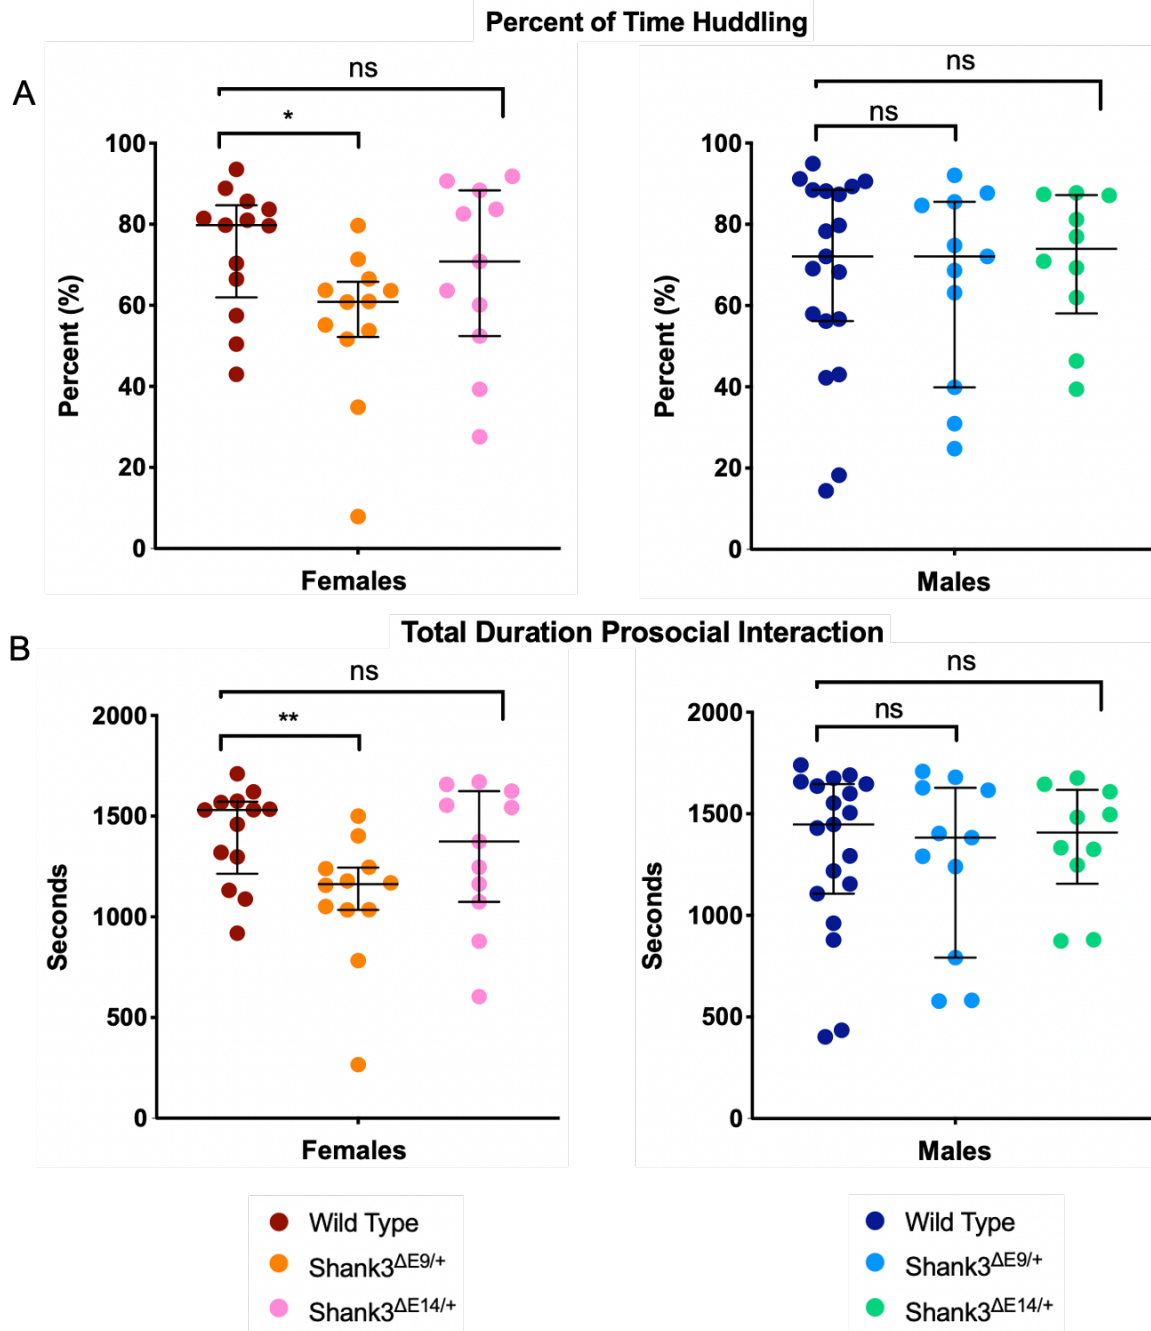 Percent of Time Huddling
A
ns
*
100
80
60
40
20
0
Percent (%)
Females
ns
ns
100
80
60
40
20
0
Percent (%)
Males
Total Duration Prosocial Interaction
B
ns
**
2000
1500
1000
500
0
Seconds
Females
ns
ns
2000
1500
1000
500
0
Seconds
Males
Wild Type
Shank3ΔE9/+
Shank3ΔE14/+
Wild Type
Shank3ΔE9/+
Shank3ΔE14/+